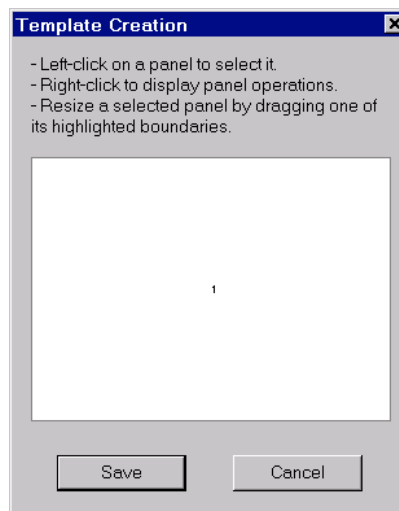 Template Creation
- Left-click on a panel to select it.
- Right-click to display panel operations.
- Resize a selected panel by dragging one of
its highlighted boundaries.
1
Save
Cancel